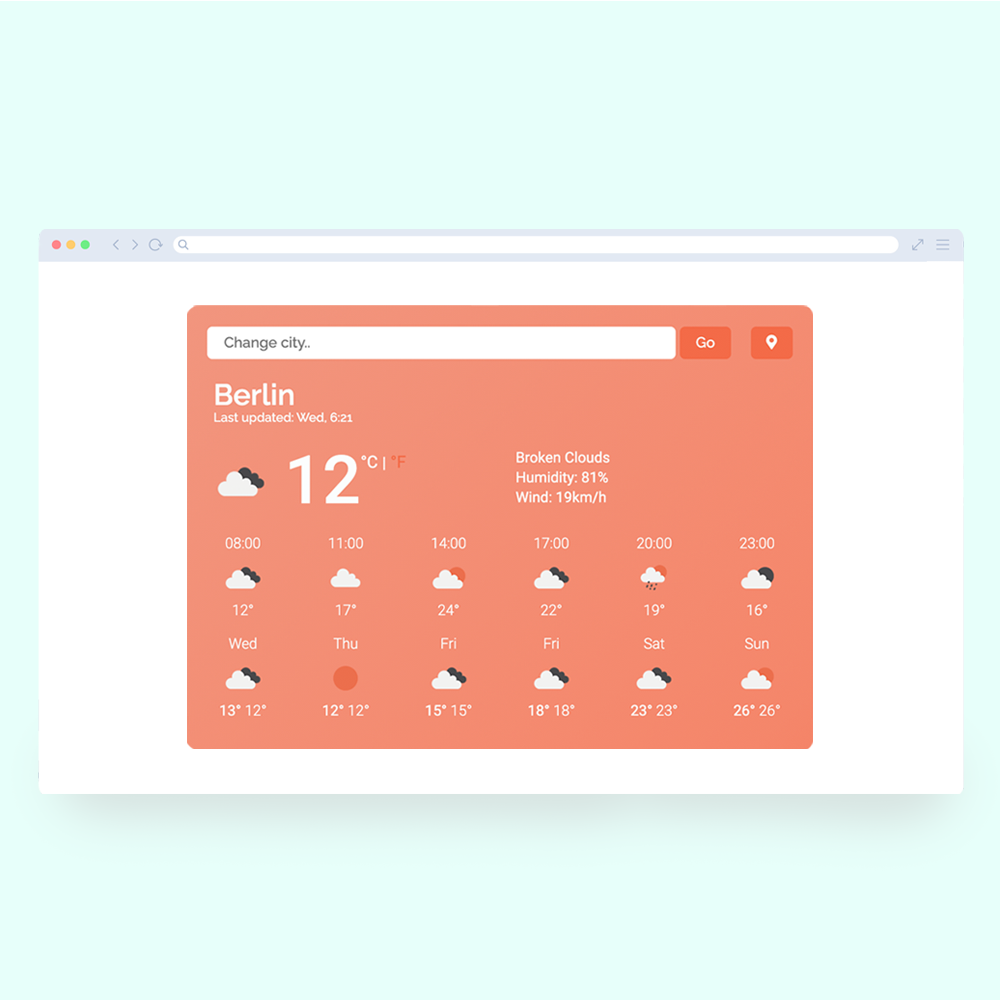 Change city..
Go
Berlin
Last updated: Wed, 6:21
12 °C | °F
Broken Clouds
Humidity: 81%
Wind: 19km/h
08:00 11:00 14:00 17:00 20:00 23:00
12° 17° 24° 22° 19° 16°
Wed Thu Fri Fri Sat Sun
13° 12° 12° 12° 15° 15° 18° 18° 23° 23° 26° 26°